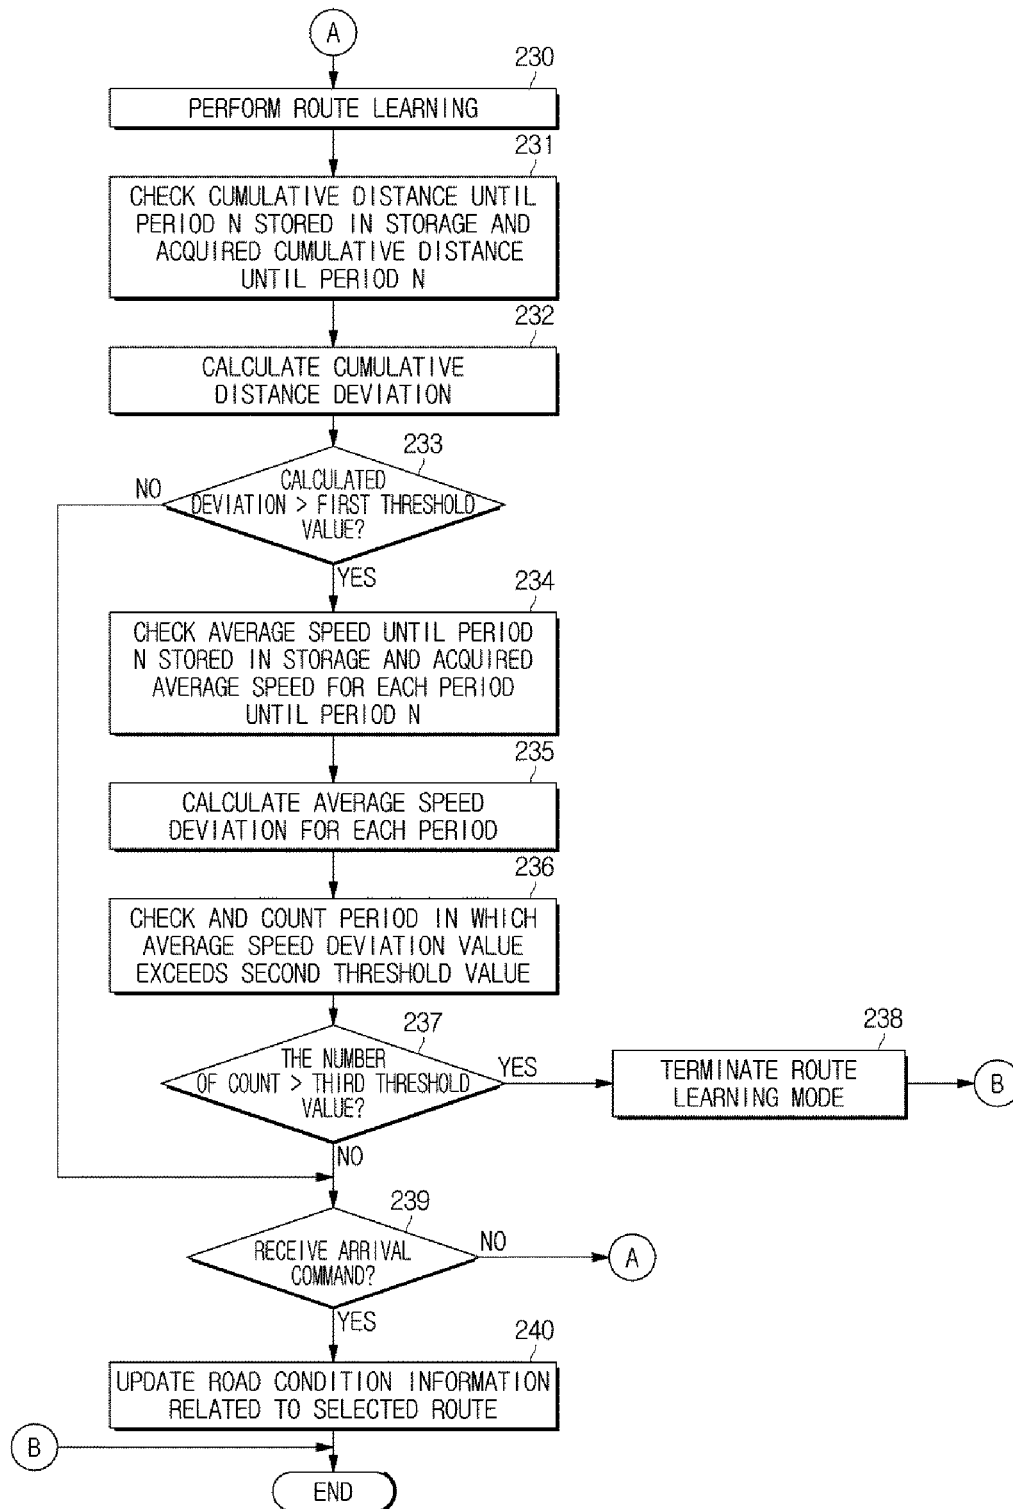 A
230
PERFORM ROUTE LEARNING
231
CHECK CUMULATIVE DISTANCE UNTIL
PERIOD N STORED IN STORAGE AND
ACQUIRED CUMULATIVE DISTANCE
UNTIL PERIOD N
232
CALCULATE CUMULATIVE
DISTANCE DEVIATION
233
CALCULATED
DEVIATION > FIRST THRESHOLD
VALUE?
NO
YES
234
CHECK AVERAGE SPEED UNTIL PERIOD
N STORED IN STORAGE AND ACQUIRED
AVERAGE SPEED FOR EACH PERIOD
UNTIL PERIOD N
235
CALCULATE AVERAGE SPEED
DEVIATION FOR EACH PERIOD
236
CHECK AND COUNT PERIOD IN WHICH
AVERAGE SPEED DEVIATION VALUE
EXCEEDS SECOND THRESHOLD VALUE
237
THE NUMBER
OF COUNT > THIRD THRESHOLD
VALUE?
YES
238
TERMINATE ROUTE
LEARNING MODE
B
NO
239
RECEIVE ARRIVAL
COMMAND?
NO
A
YES
240
UPDATE ROAD CONDITION INFORMATION
RELATED TO SELECTED ROUTE
B
END